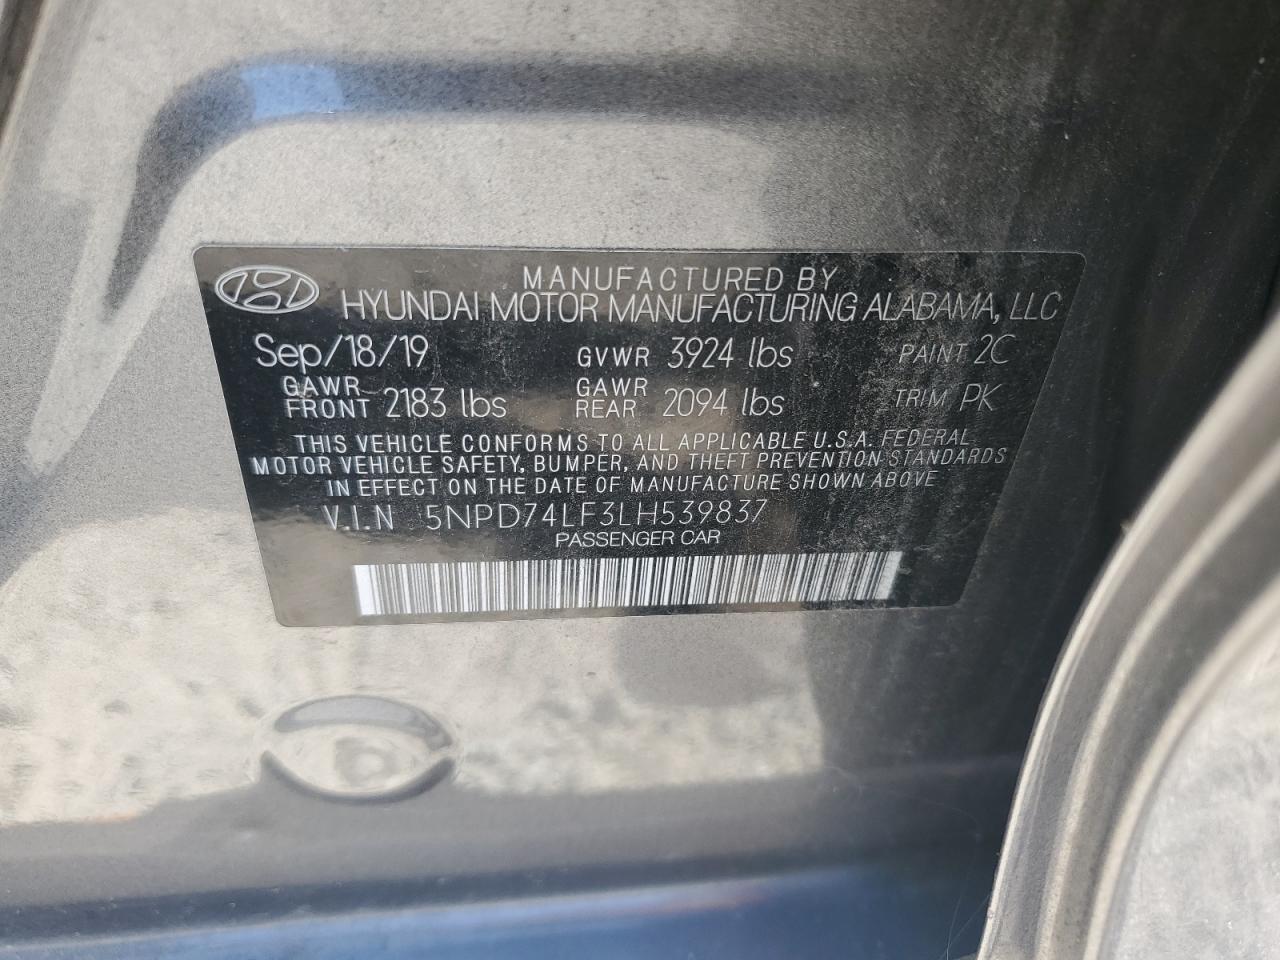 MANUFACTURED BY
HYUNDAI MOTOR MANUFACTURING ALABAMA, LLC
Sep/18/19 GVWR 3924 lbs PAINT 2C
GAWR FRONT 2183 lbs GAWR REAR 2094 lbs TRIM PK
THIS VEHICLE CONFORMS TO ALL APPLICABLE U.S.A. FEDERAL
MOTOR VEHICLE SAFETY, BUMPER, AND THEFT PREVENTION STANDARDS
IN EFFECT ON THE DATE OF MANUFACTURE SHOWN ABOVE
V.I.N 5NPD74LF3LH539837
PASSENGER CAR